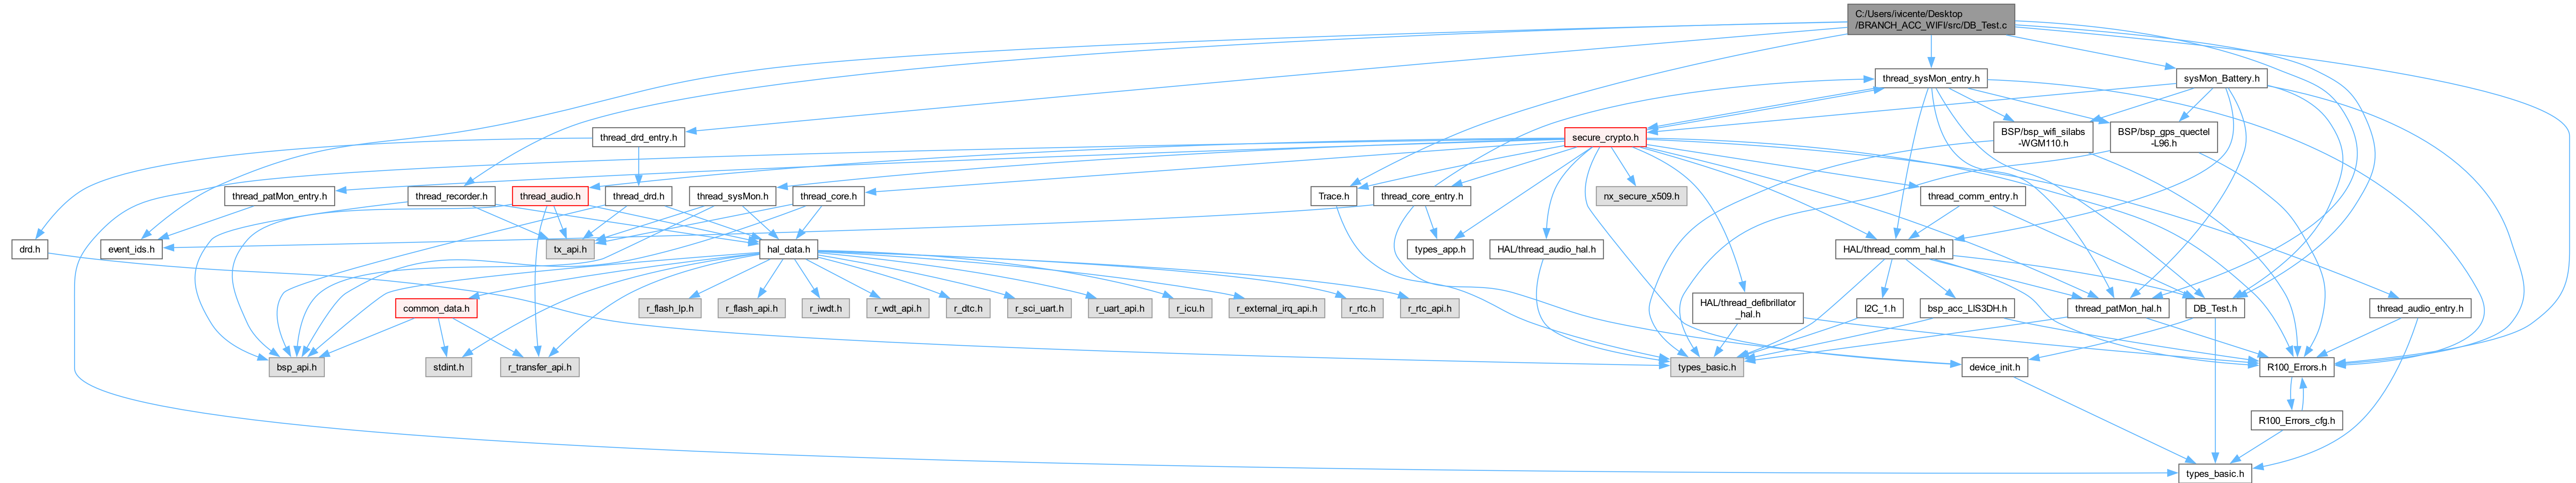 C:/Users/ivicente/Desktop
/BRANCH_ACC_WIFI/src/DB_Test.c
thread_sysMon_entry.h
sysMon_Battery.h
thread_drd_entry.h
secure_crypto.h
BSP/bsp_wifi_silabs
-WGM110.h
BSP/bsp_gps_quectel
-L96.h
thread_patMon_entry.h
thread_recorder.h
thread_audio.h
thread_drd.h
thread_sysMon.h
thread_core.h
Trace.h
thread_core_entry.h
nx_secure_x509.h
thread_comm_entry.h
drd.h
event_ids.h
tx_api.h
hal_data.h
types_app.h
HAL/thread_audio_hal.h
HAL/thread_comm_hal.h
common_data.h
r_flash_lp.h
r_flash_api.h
r_iwdt.h
r_wdt_api.h
r_dtc.h
r_sci_uart.h
r_uart_api.h
r_icu.h
r_external_irq_api.h
r_rtc.h
r_rtc_api.h
HAL/thread_defibrillator
_hal.h
I2C_1.h
bsp_acc_LIS3DH.h
thread_patMon_hal.h
DB_Test.h
thread_audio_entry.h
bsp_api.h
stdint.h
r_transfer_api.h
types_basic.h
device_init.h
R100_Errors.h
R100_Errors_cfg.h
types_basic.h